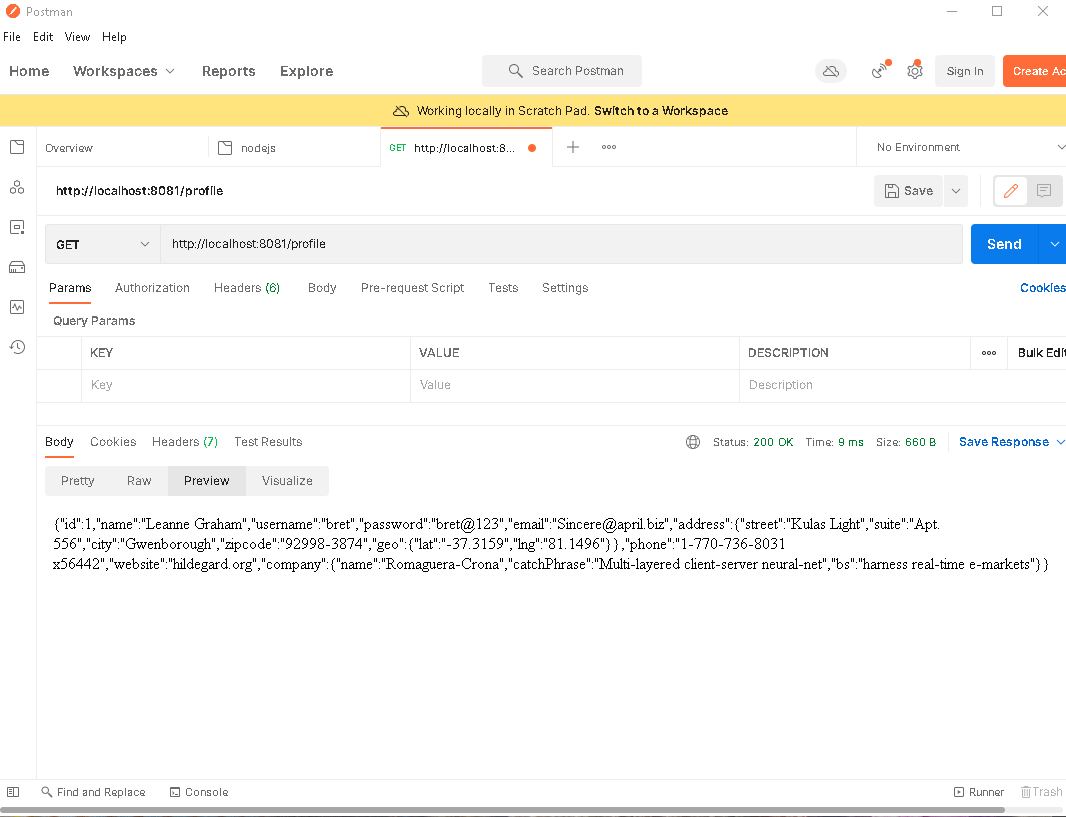 Postman
File Edit View Help
Home Workspaces Reports Explore Search Postman Sign In Create Ac
Working locally in Scratch Pad. Switch to a Workspace
Overview nodejs GET http://localhost:8... No Environment
http://localhost:8081/profile Save
GET http://localhost:8081/profile Send
Params Authorization Headers (6) Body Pre-request Script Tests Settings Cookies
Query Params
KEY VALUE DESCRIPTION Bulk Edit
Key Value Description
Body Cookies Headers (7) Test Results Status: 200 OK Time: 9 ms Size: 660 B Save Response
Pretty Raw Preview Visualize
{"id":1,"name":"Leanne Graham","username":"bret","password":"bret@123","email":"Sincere@april.biz","address":{"street":"Kulas Light","suite":"Apt.
556","city":"Gwenborough","zipcode":"92998-3874","geo":{"lat":"-37.3159","lng":"81.1496"}},"phone":"1-770-736-8031
x56442","website":"hildegard.org","company":{"name":"Romaguera-Crona","catchPhrase":"Multi-layered client-server neural-net","bs":"harness real-time e-markets"}}
Find and Replace Console Runner Trash